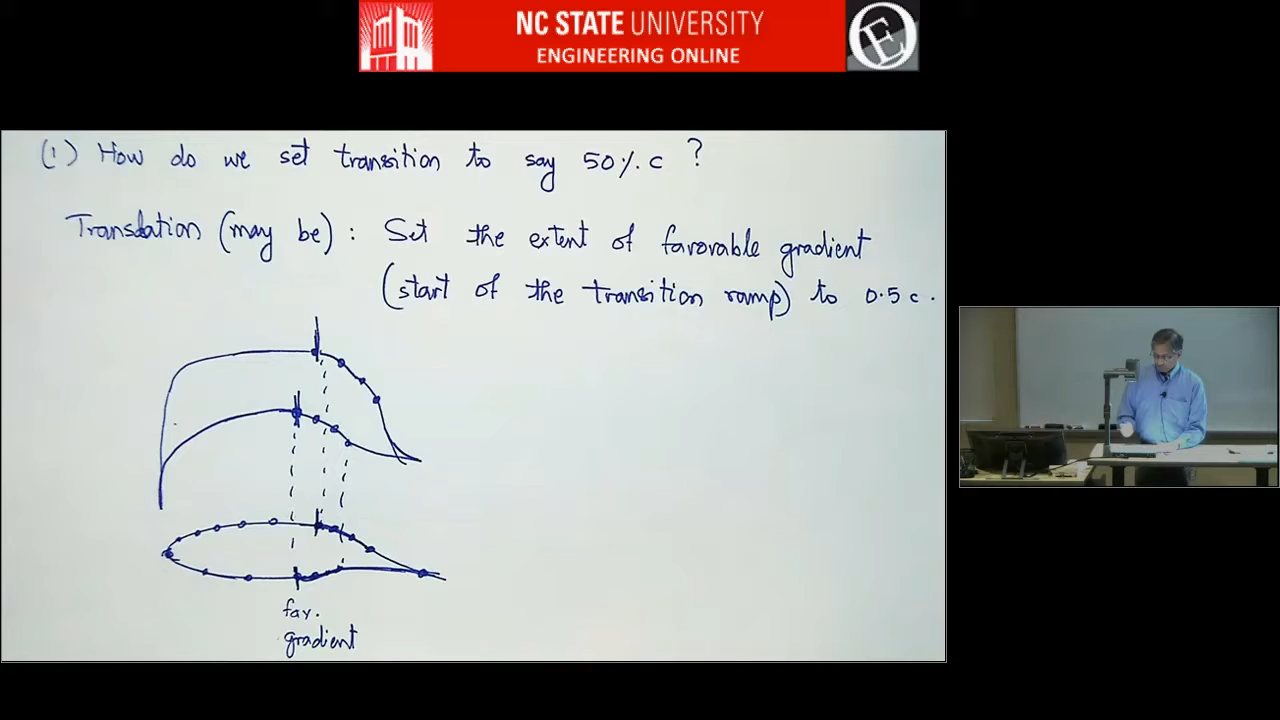 NC STATE UNIVERSITY
ENGINEERING ONLINE
(1) How do we set transition to say 50% c ?
Translation (may be) : Set the extent of favorable gradient
(start of the transition ramp) to 0.5 c.
fav.
gradient